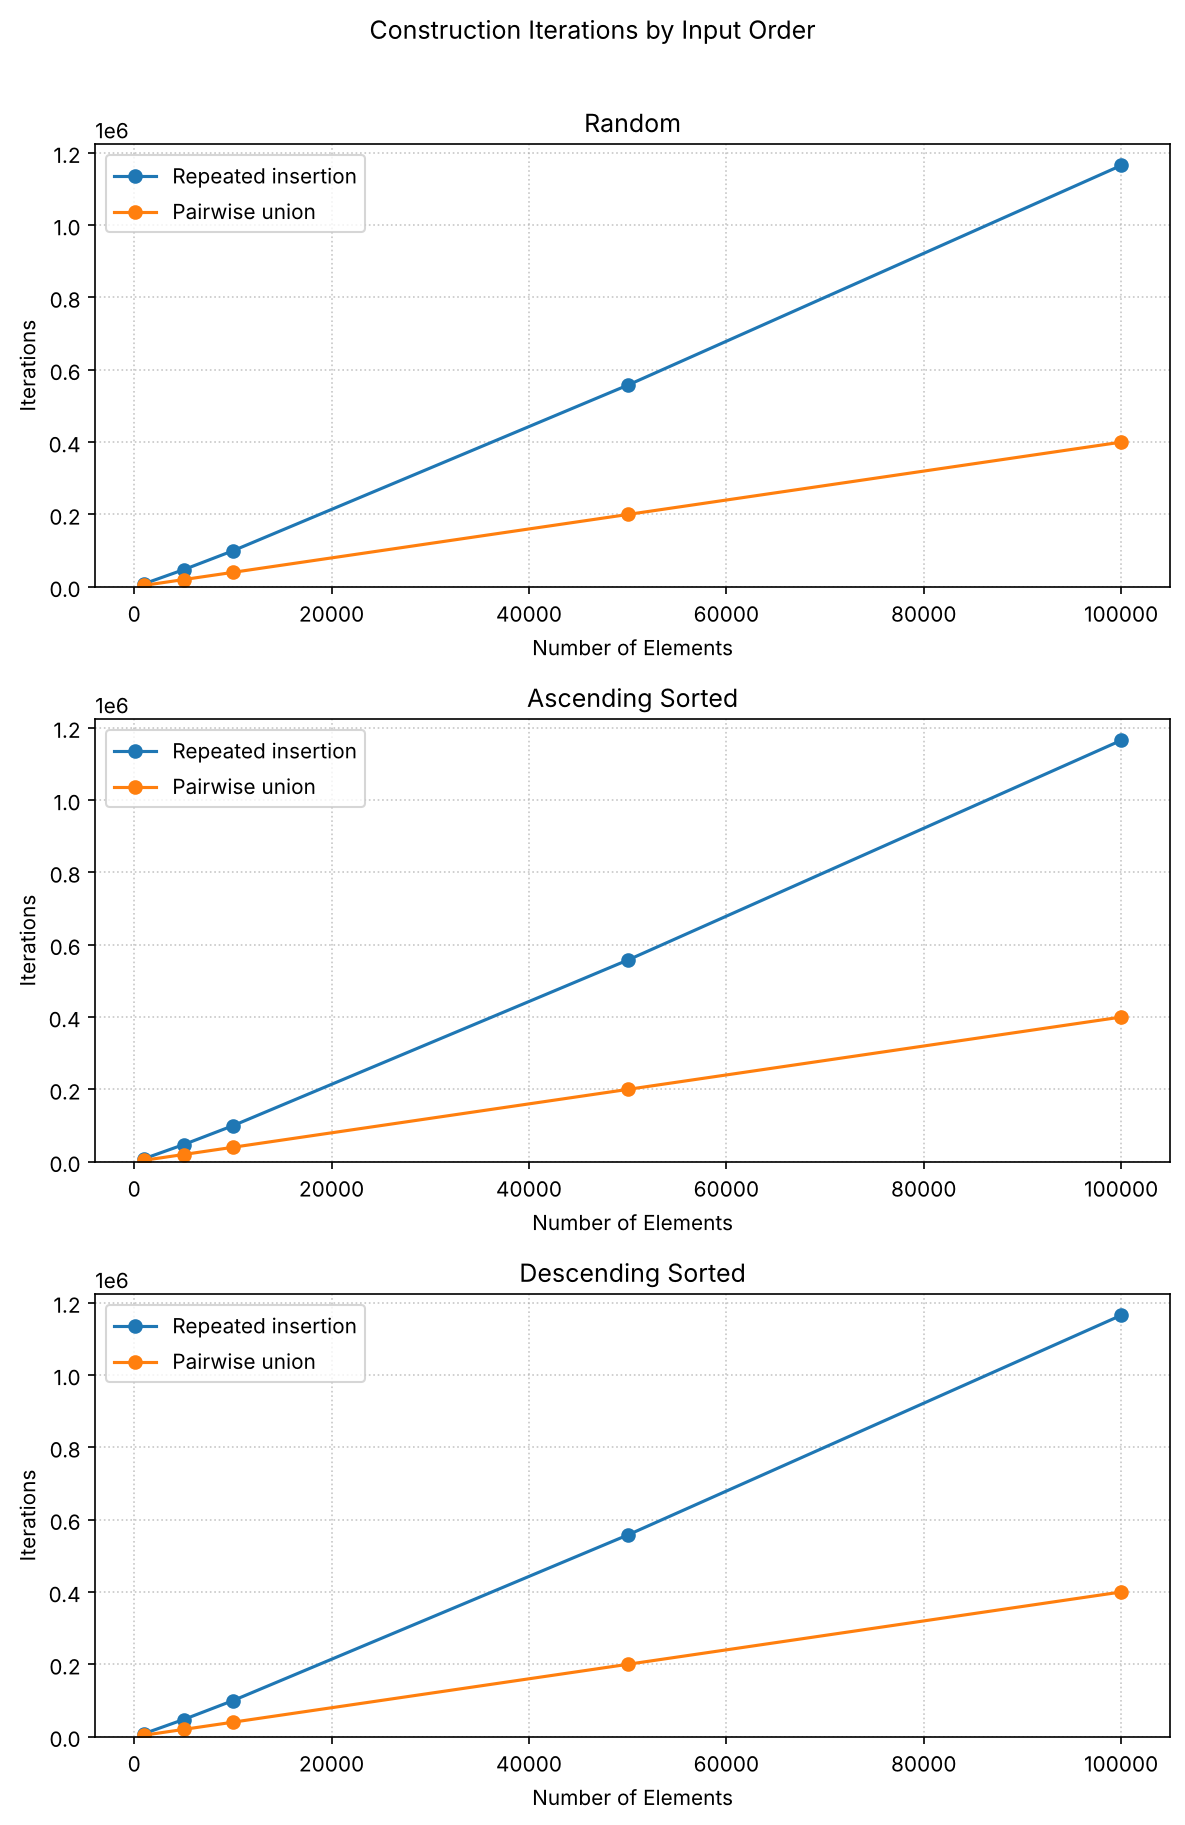 Construction Iterations by Input Order
Random
1e6
1.2
1.0
0.8
0.6
0.4
0.2
0.0
Iterations
Repeated insertion
Pairwise union
0 20000 40000 60000 80000 100000
Number of Elements
Ascending Sorted
1e6
1.2
1.0
0.8
0.6
0.4
0.2
0.0
Iterations
Repeated insertion
Pairwise union
0 20000 40000 60000 80000 100000
Number of Elements
Descending Sorted
1e6
1.2
1.0
0.8
0.6
0.4
0.2
0.0
Iterations
Repeated insertion
Pairwise union
0 20000 40000 60000 80000 100000
Number of Elements